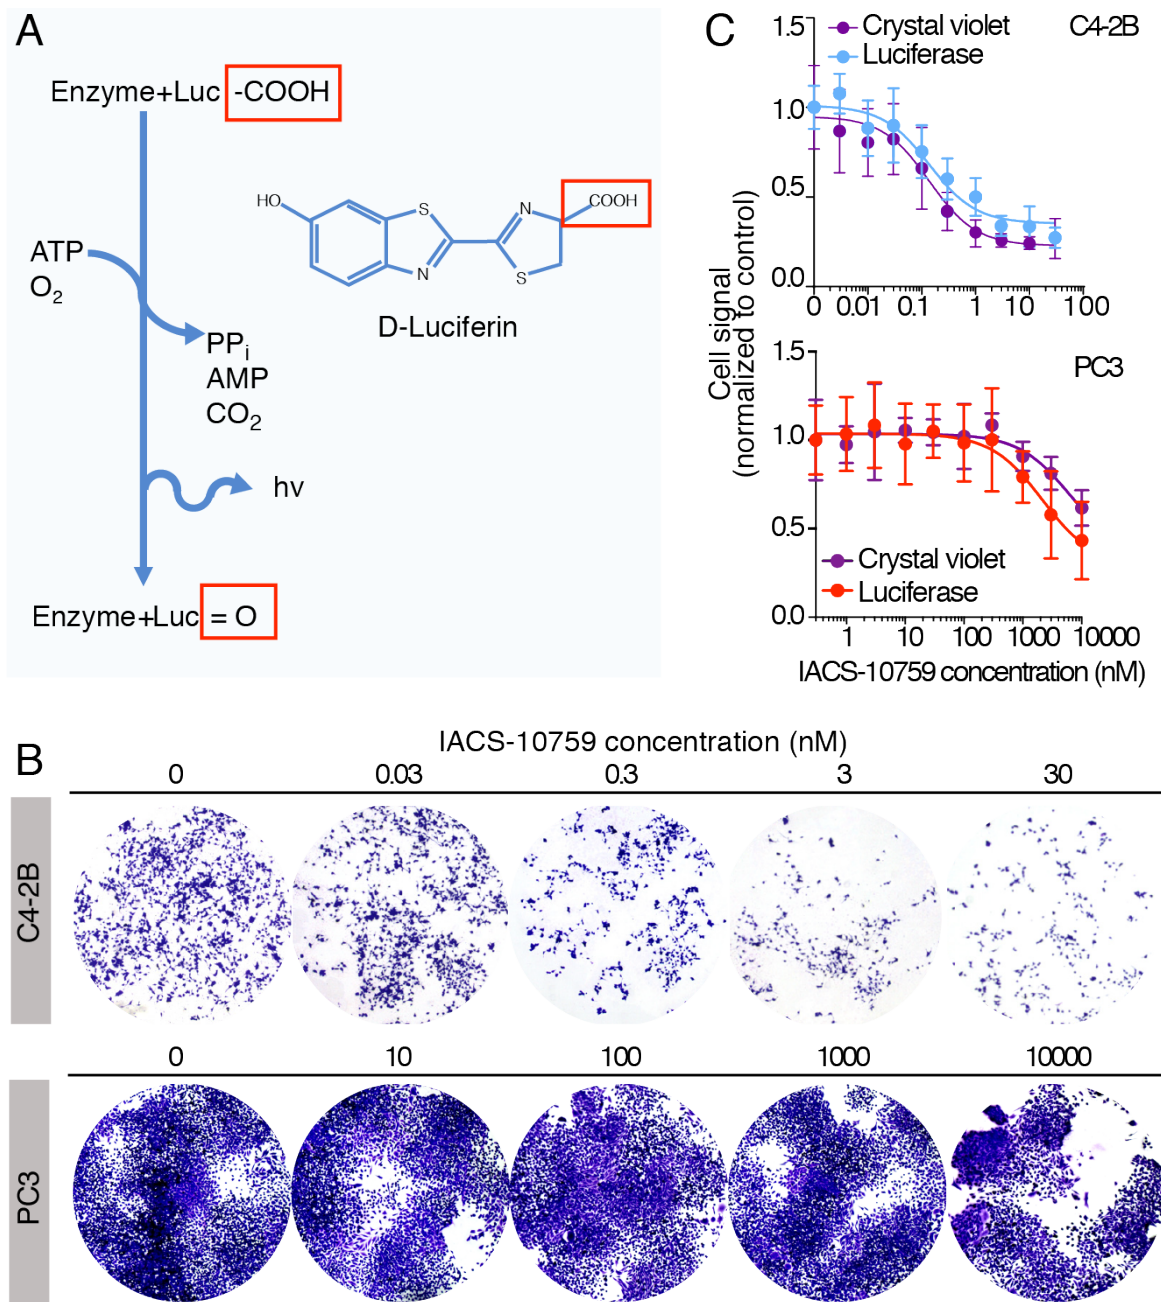 A
Enzyme+Luc -COOH
ATP
O2
PPi
AMP
CO2
hv
Enzyme+Luc = O
HO
S
N
N
S
COOH
D-Luciferin
C
Crystal violet
Luciferase
C4-2B
1.5
1.0
0.5
0.0
0 0.01 0.1 1 10 100
Cell signal
(normalized to control)
PC3
1.5
1.0
0.5
0.0
Crystal violet
Luciferase
1 10 100 1000 10000
IACS-10759 concentration (nM)
B
IACS-10759 concentration (nM)
0 0.03 0.3 3 30
C4-2B
0 10 100 1000 10000
PC3